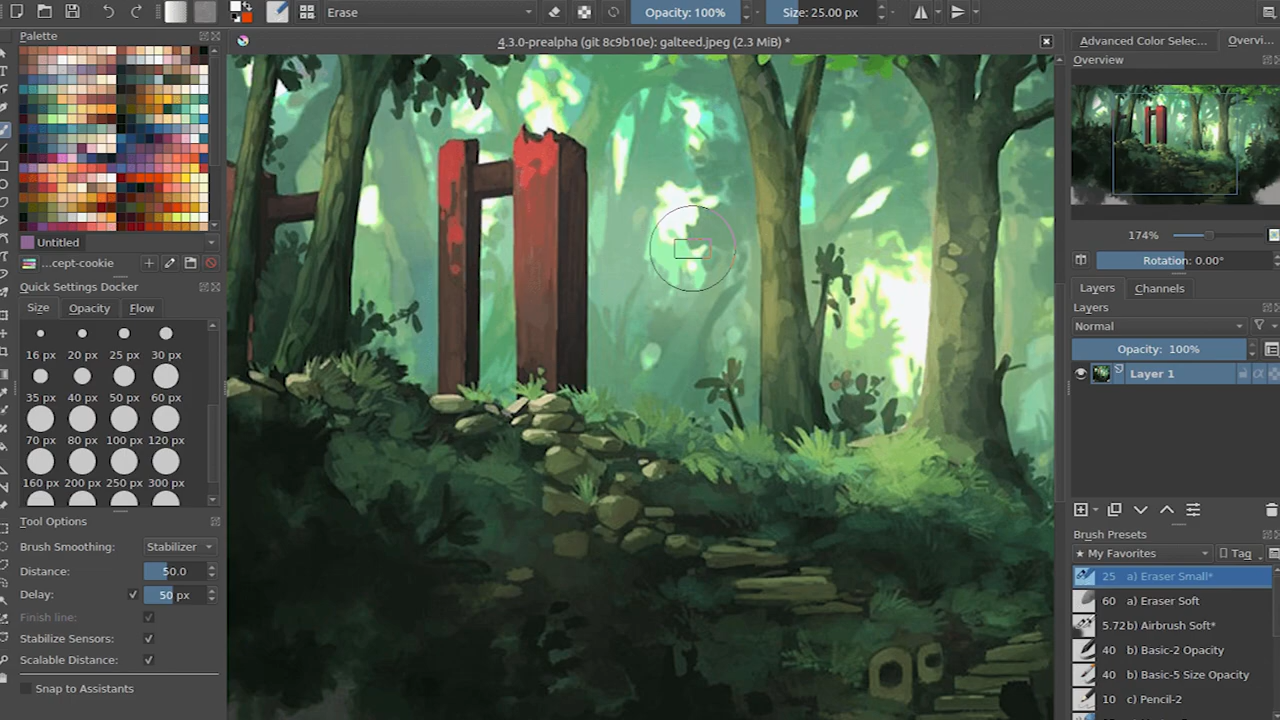 Erase
Opacity: 100%
Size: 25.00 px
Palette
4.3.0-prealpha (git 8c9b10e): galteed.jpeg (2.3 MiB) *
Advanced Color Selec...
Overvi...
Overview
Untitled
...cept-cookie
174%
Rotation: 0.00°
Quick Settings Docker
Size
Opacity
Flow
16 px
20 px
25 px
30 px
35 px
40 px
50 px
60 px
70 px
80 px
100 px
120 px
160 px
200 px
250 px
300 px
Layers
Channels
Layers
Normal
Opacity: 100%
Layer 1
Tool Options
Brush Smoothing:
Stabilizer
Distance:
50.0
Delay:
50 px
Finish line:
Stabilize Sensors:
Scalable Distance:
Snap to Assistants
Brush Presets
★ My Favorites
Tag
25 a) Eraser Small*
60 a) Eraser Soft
5.72 b) Airbrush Soft*
40 b) Basic-2 Opacity
40 b) Basic-5 Size Opacity
10 c) Pencil-2